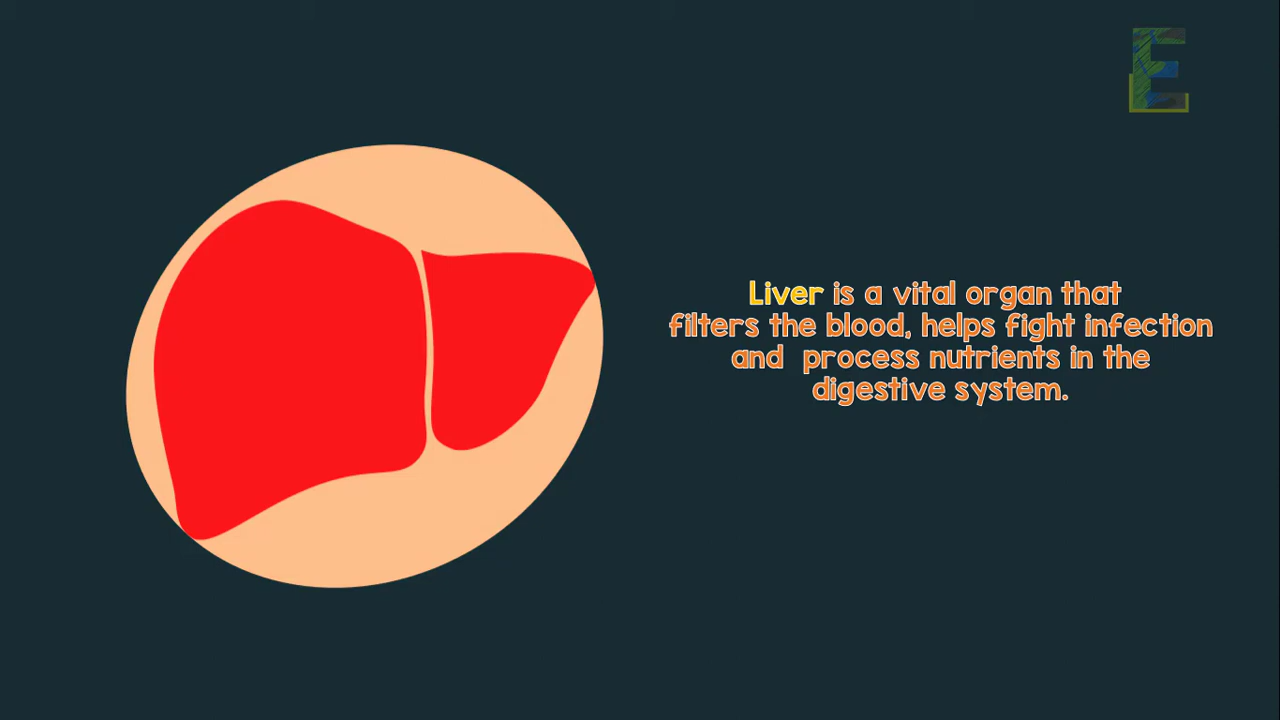 E
Liver is a vital organ that
filters the blood, helps fight infection
and process nutrients in the
digestive system.